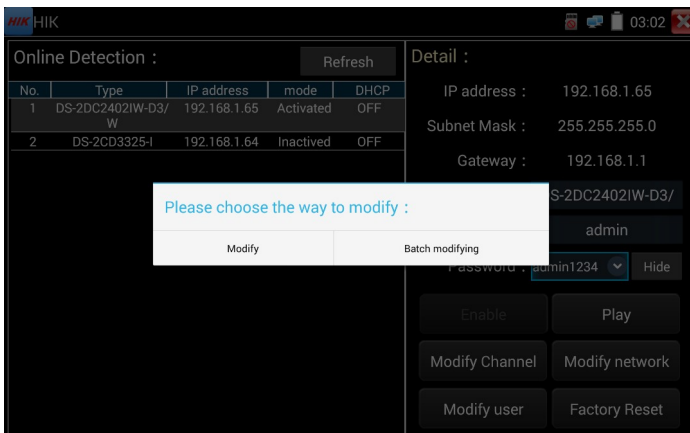 HIK HIK 03:02
Online Detection : Refresh
No. Type IP address mode DHCP
1 DS-2DC2402IW-D3/ 192.168.1.65 Activated OFF
W
2 DS-2CD3325-I 192.168.1.64 Inactived OFF
Please choose the way to modify :
Modify Batch modifying
Detail :
IP address : 192.168.1.65
Subnet Mask : 255.255.255.0
Gateway : 192.168.1.1
S-2DC2402IW-D3/
admin
Password : admin1234 Hide
Enable Play
Modify Channel Modify network
Modify user Factory Reset